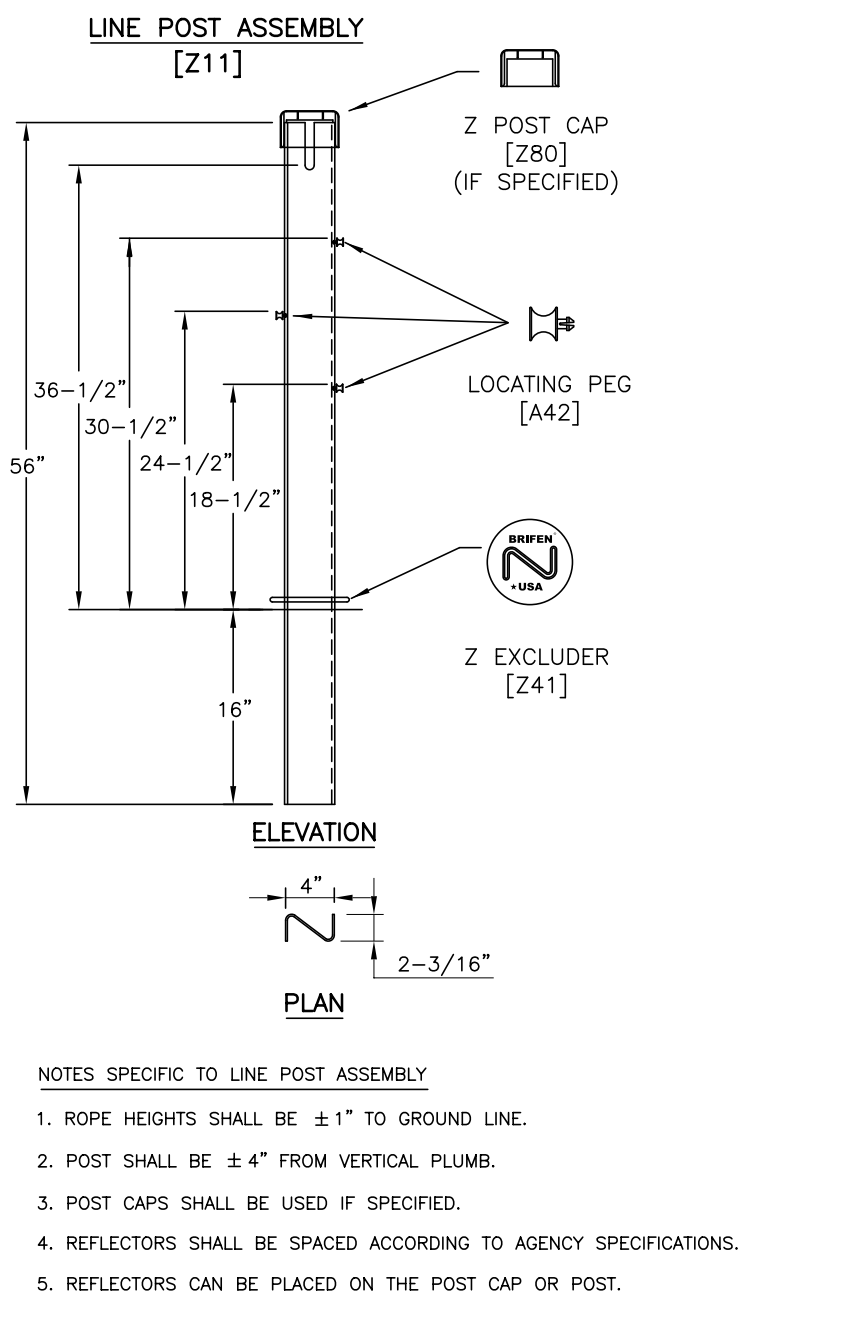 LINE POST ASSEMBLY
[Z11]
Z POST CAP
[Z80]
(IF SPECIFIED)
LOCATING PEG
[A42]
36-1/2"
30-1/2"
24-1/2"
18-1/2"
56"
BRIFEN
★USA
Z EXCLUDER
[Z41]
16"
ELEVATION
4"
2-3/16"
PLAN
NOTES SPECIFIC TO LINE POST ASSEMBLY
1. ROPE HEIGHTS SHALL BE ±1" TO GROUND LINE.
2. POST SHALL BE ±4" FROM VERTICAL PLUMB.
3. POST CAPS SHALL BE USED IF SPECIFIED.
4. REFLECTORS SHALL BE SPACED ACCORDING TO AGENCY SPECIFICATIONS.
5. REFLECTORS CAN BE PLACED ON THE POST CAP OR POST.